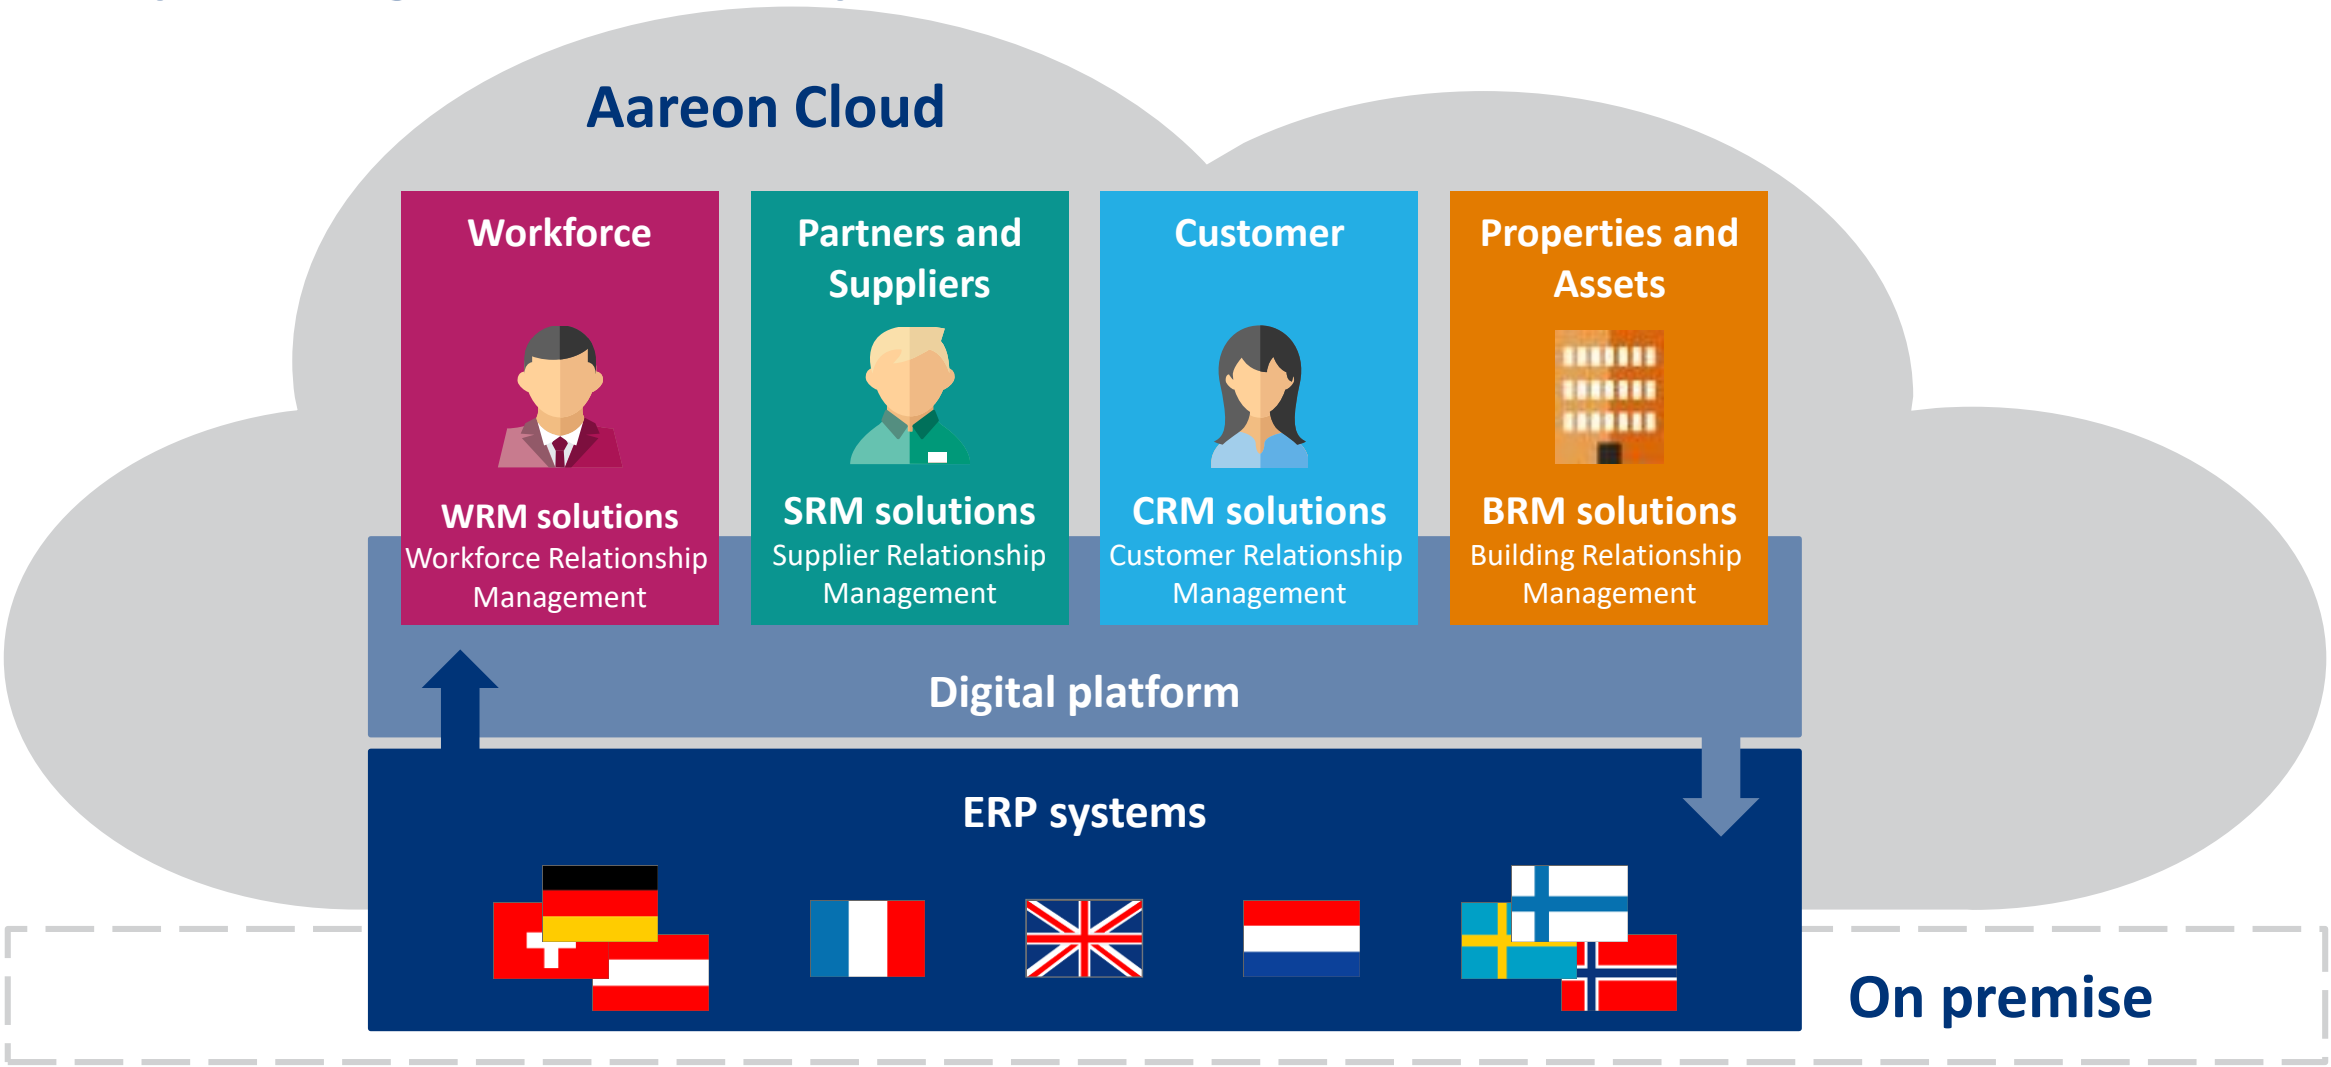 Aareon Cloud
Workforce
WRM solutions
Workforce Relationship
Management
Partners and
Suppliers
SRM solutions
Supplier Relationship
Management
Customer
CRM solutions
Customer Relationship
Management
Properties and
Assets
BRM solutions
Building Relationship
Management
Digital platform
ERP systems
On premise